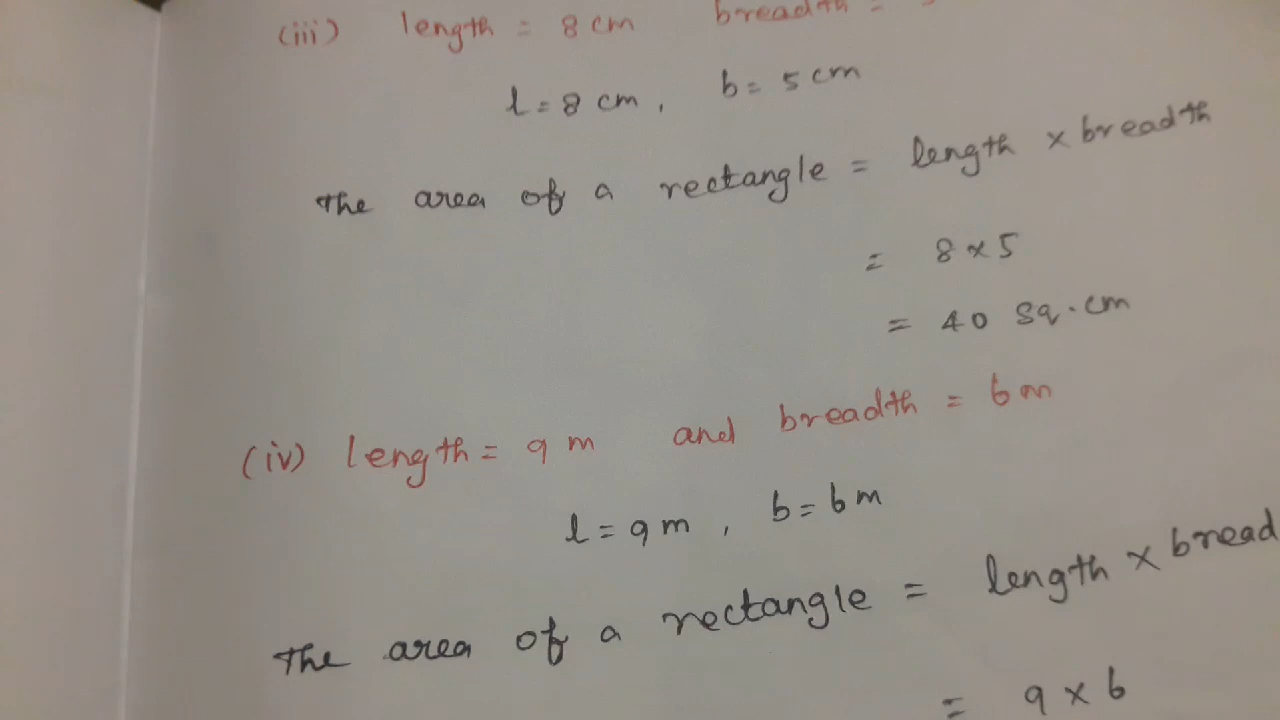 (iii) length = 8 cm breadth =
l = 8 cm, b = 5 cm
The area of a rectangle = length × breadth
= 8 × 5
= 40 sq.cm
(iv) length = 9 m and breadth = 6 m
l = 9 m, b = 6 m
The area of a rectangle = length × bread
= 9 × 6